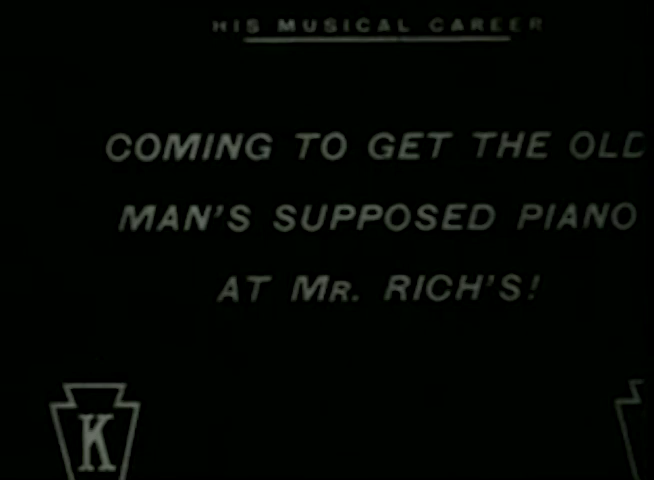 HIS MUSICAL CAREER
COMING TO GET THE OLD
MAN'S SUPPOSED PIANO
AT MR. RICH'S!
K